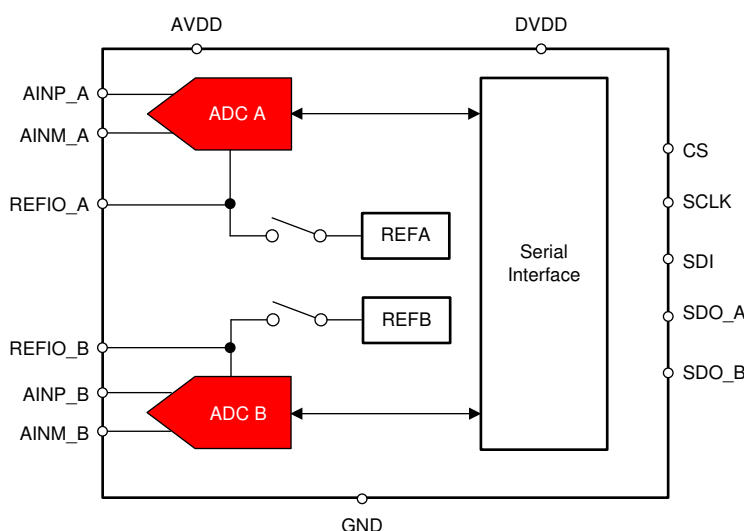 AVDD
DVDD
AINP_A
ADC A
AINM_A
CS
REFIO_A
SCLK
REFA
Serial
Interface
SDI
REFB
SDO_A
REFIO_B
SDO_B
AINP_B
ADC B
AINM_B
GND